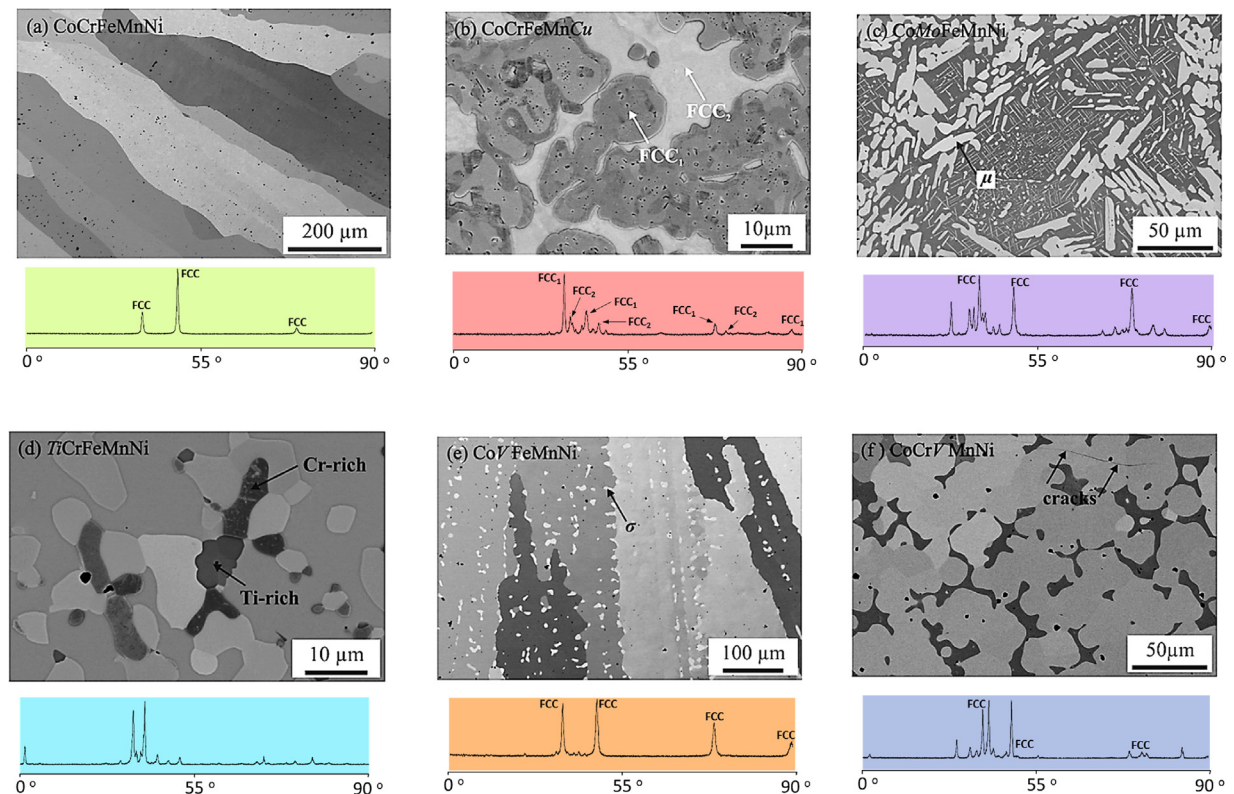 (a) CoCrFeMnNi
200 µm
FCC
FCC
FCC
0 °
55
90 °
(b) CoCrFeMnCu
FCC2
FCC1
10µm
FCC1
FCC2
FCC1
FCC2
FCC1
FCC2
FCC1
0 °
55
90 °
(c) CoMoFeMnNi
µ
50 µm
FCC
FCC
FCC
FCC
0 °
55
90 °
(d) TiCrFeMnNi
Cr-rich
Ti-rich
10 µm
0 °
55
90 °
(e) CoVFeMnNi
σ
100 µm
FCC
FCC
FCC
FCC
0 °
55
90 °
(f) CoCrVMnNi
cracks
50µm
FCC
FCC
FCC
0 °
55
90 °